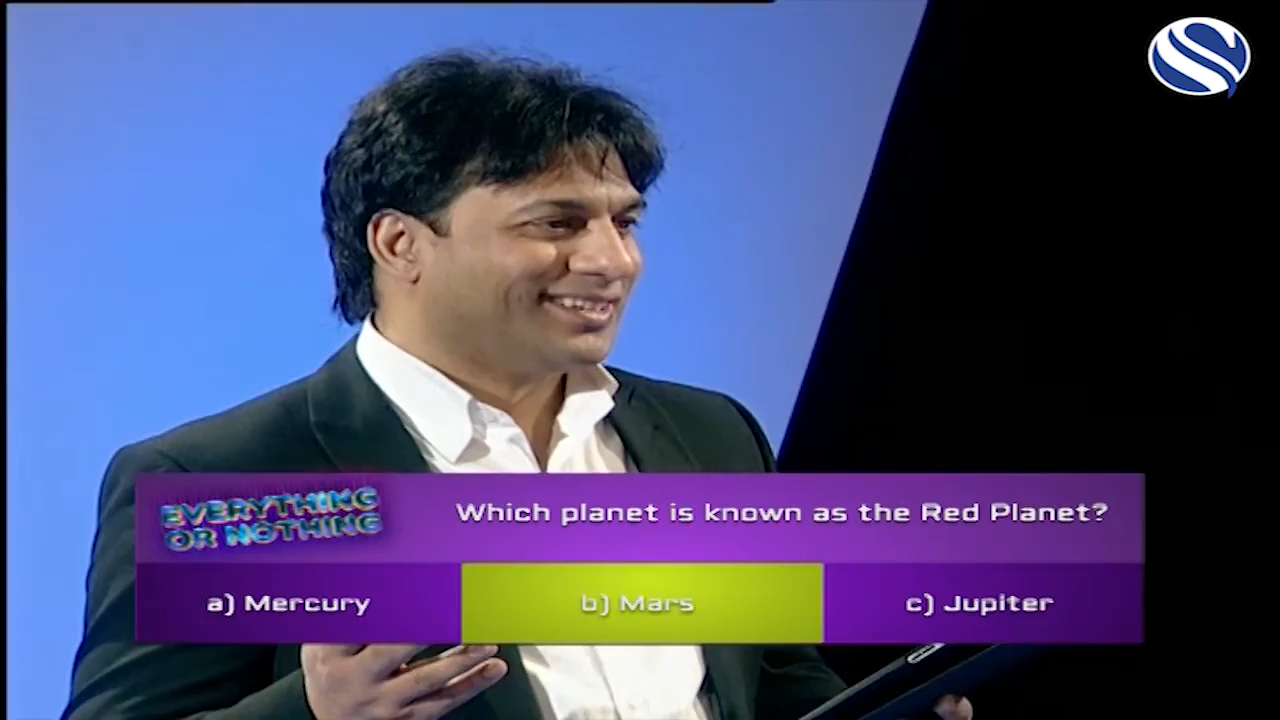 EVERYTHING
OR NOTHING
Which planet is known as the Red Planet?
a) Mercury
b) Mars
c) Jupiter